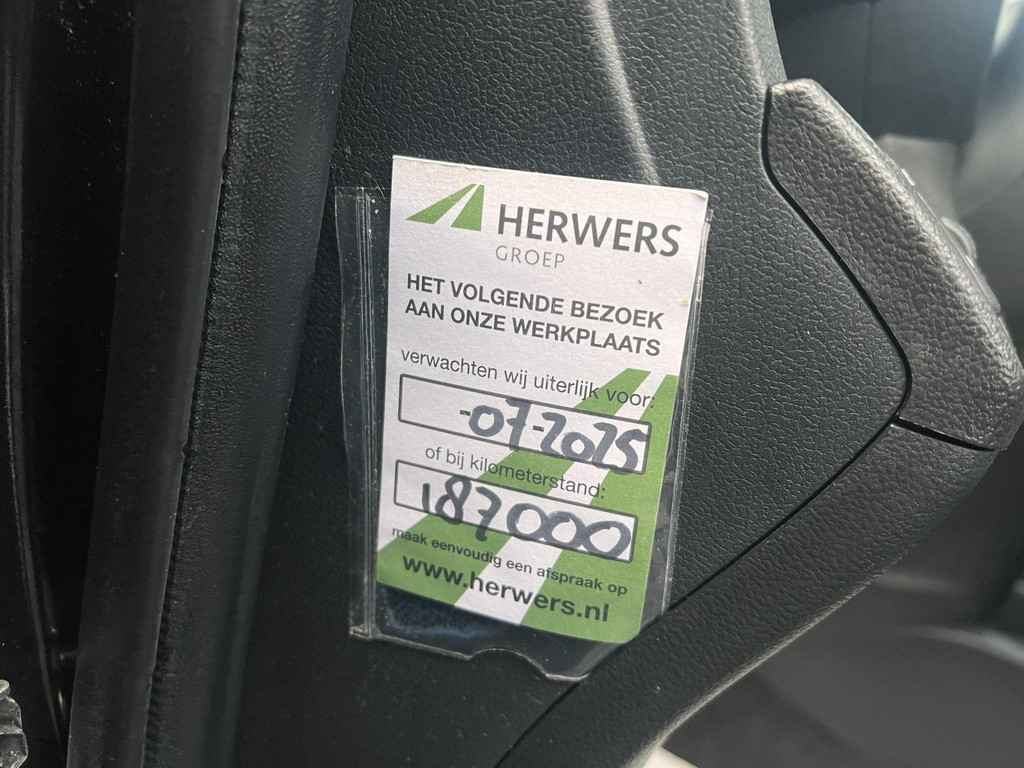 HERWERS
GROEP
HET VOLGENDE BEZOEK
AAN ONZE WERKPLAATS
verwachten wij uiterlijk voor:
-07-2025
of bij kilometerstand:
187000
maak eenvoudig een afspraak op
www.herwers.nl